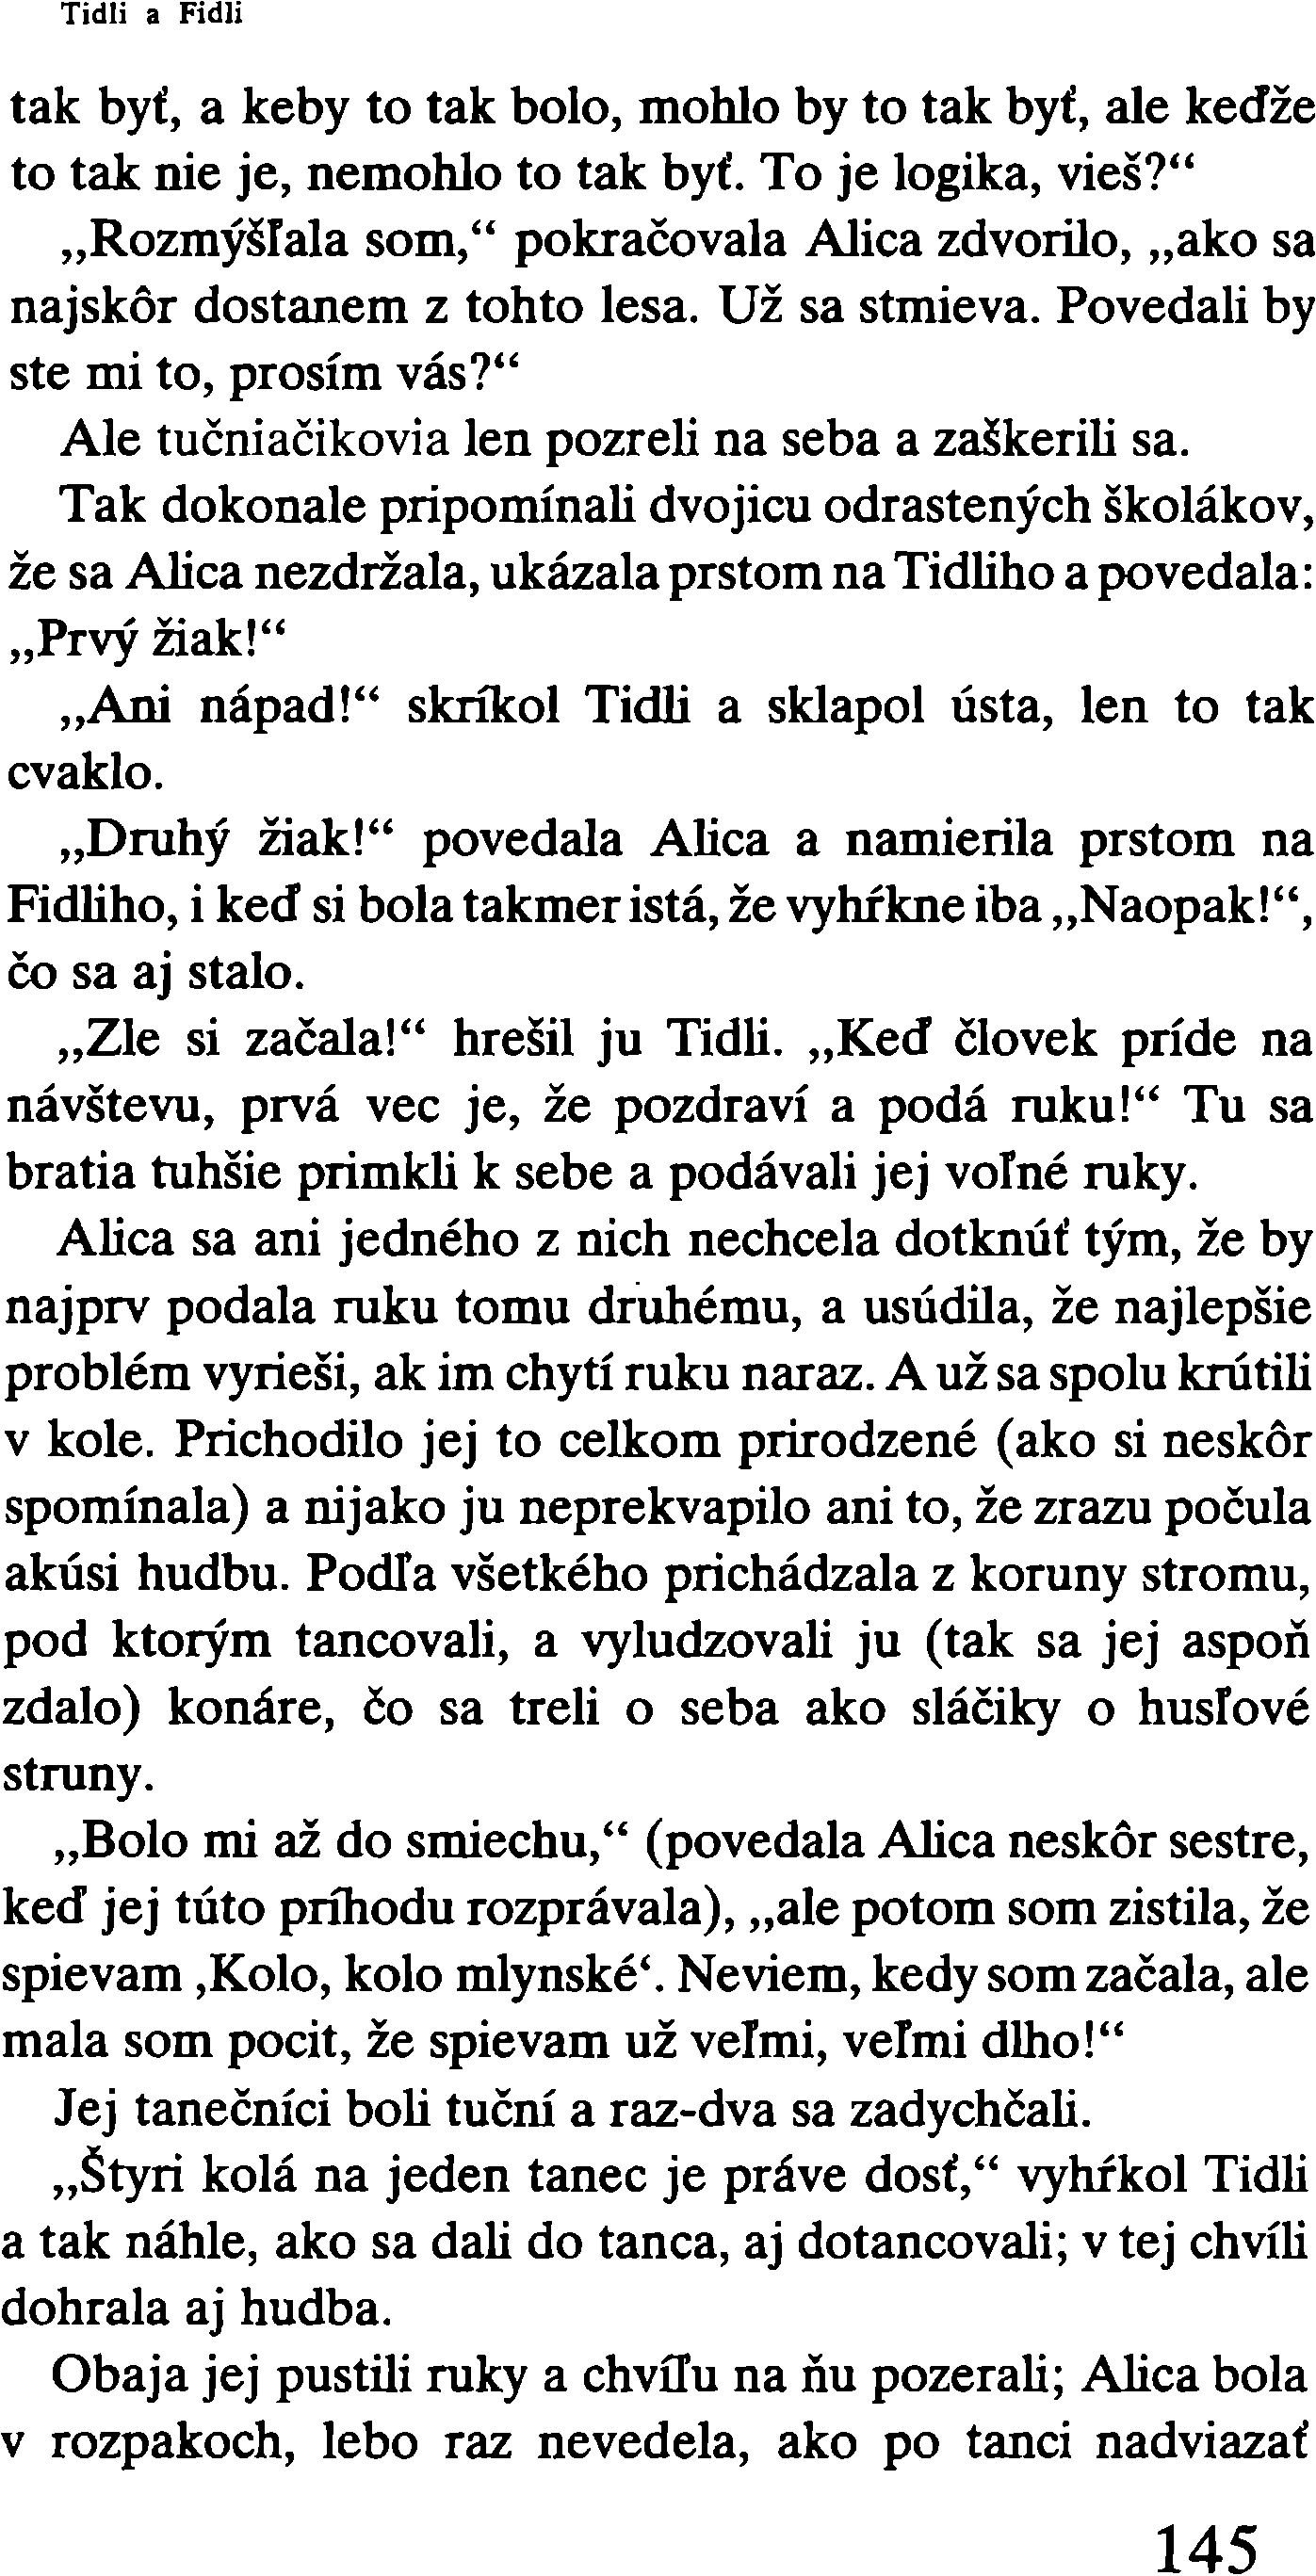 Tidli a Fidli
tak byť, a keby to tak bolo, mohlo by to tak byť, ale keďže
to tak nie je, nemohlo to tak byť. To je logika, vieš?“
„Rozmýšľala som,“ pokračovala Alica zdvorilo, „ako sa
najskôr dostanem z tohto lesa. Už sa stmieva. Povedali by
ste mi to, prosím vás?“
Ale tučniačikovia len pozreli na seba a zaškerili sa.
Tak dokonale pripomínali dvojicu odrastených školákov,
že sa Alica nezdržala, ukázala prstom na Tidliho a povedala:
„Prvý žiak!“
„Ani nápad!“ skríkol Tidli a sklapol ústa, len to tak
cvaklo.
„Druhý žiak!“ povedala Alica a namierila prstom na
Fidliho, i keď si bola takmer istá, že vyhŕkne iba „Naopak!“,
čo sa aj stalo.
„Zle si začala!“ hrešil ju Tidli. „Keď človek príde na
návštevu, prvá vec je, že pozdraví a podá ruku!“ Tu sa
bratia tuhšie primkli k sebe a podávali jej voľné ruky.
Alica sa ani jedného z nich nechcela dotknúť tým, že by
najprv podala ruku tomu druhému, a usúdila, že najlepšie
problém vyrieši, ak im chytí ruku naraz. A už sa spolu krútili
v kole. Prichodilo jej to celkom prirodzené (ako si neskôr
spomínala) a nijako ju neprekvapilo ani to, že zrazu počula
akúsi hudbu. Podľa všetkého prichádzala z koruny stromu,
pod ktorým tancovali, a vyludzovali ju (tak sa jej aspoň
zdalo) konáre, čo sa treli o seba ako sláčiky o husľové
struny.
„Bolo mi až do smiechu,“ (povedala Alica neskôr sestre,
keď jej túto príhodu rozprávala), „ale potom som zistila, že
spievam ‚Kolo, kolo mlynské‘. Neviem, kedy som začala, ale
mala som pocit, že spievam už veľmi, veľmi dlho!“
Jej tanečníci boli tuční a raz-dva sa zadychčali.
„Štyri kolá na jeden tanec je práve dosť,“ vyhŕkol Tidli
a tak náhle, ako sa dali do tanca, aj dotancovali; v tej chvíli
dohrala aj hudba.
Obaja jej pustili ruky a chvíľu na ňu pozerali; Alica bola
v rozpakoch, lebo raz nevedela, ako po tanci nadviazať
145